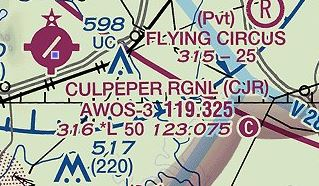 (Pvt)
R
598
UC
FLYING CIRCUS
315 - 25
CULPEPER RGNL (CJR)
AWOS-3 119.325
316 *L 50 123.075 C
V 20
517
(220)